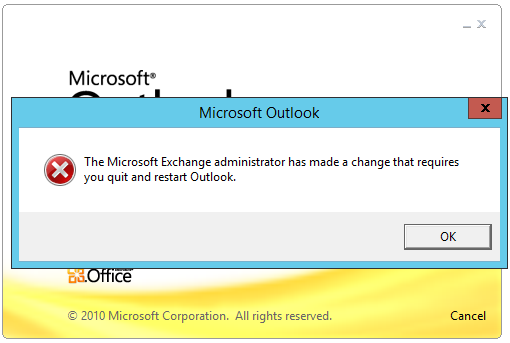 Microsoft®
Microsoft Outlook
x
The Microsoft Exchange administrator has made a change that requires
you quit and restart Outlook.
OK
Office
© 2010 Microsoft Corporation. All rights reserved.
Cancel